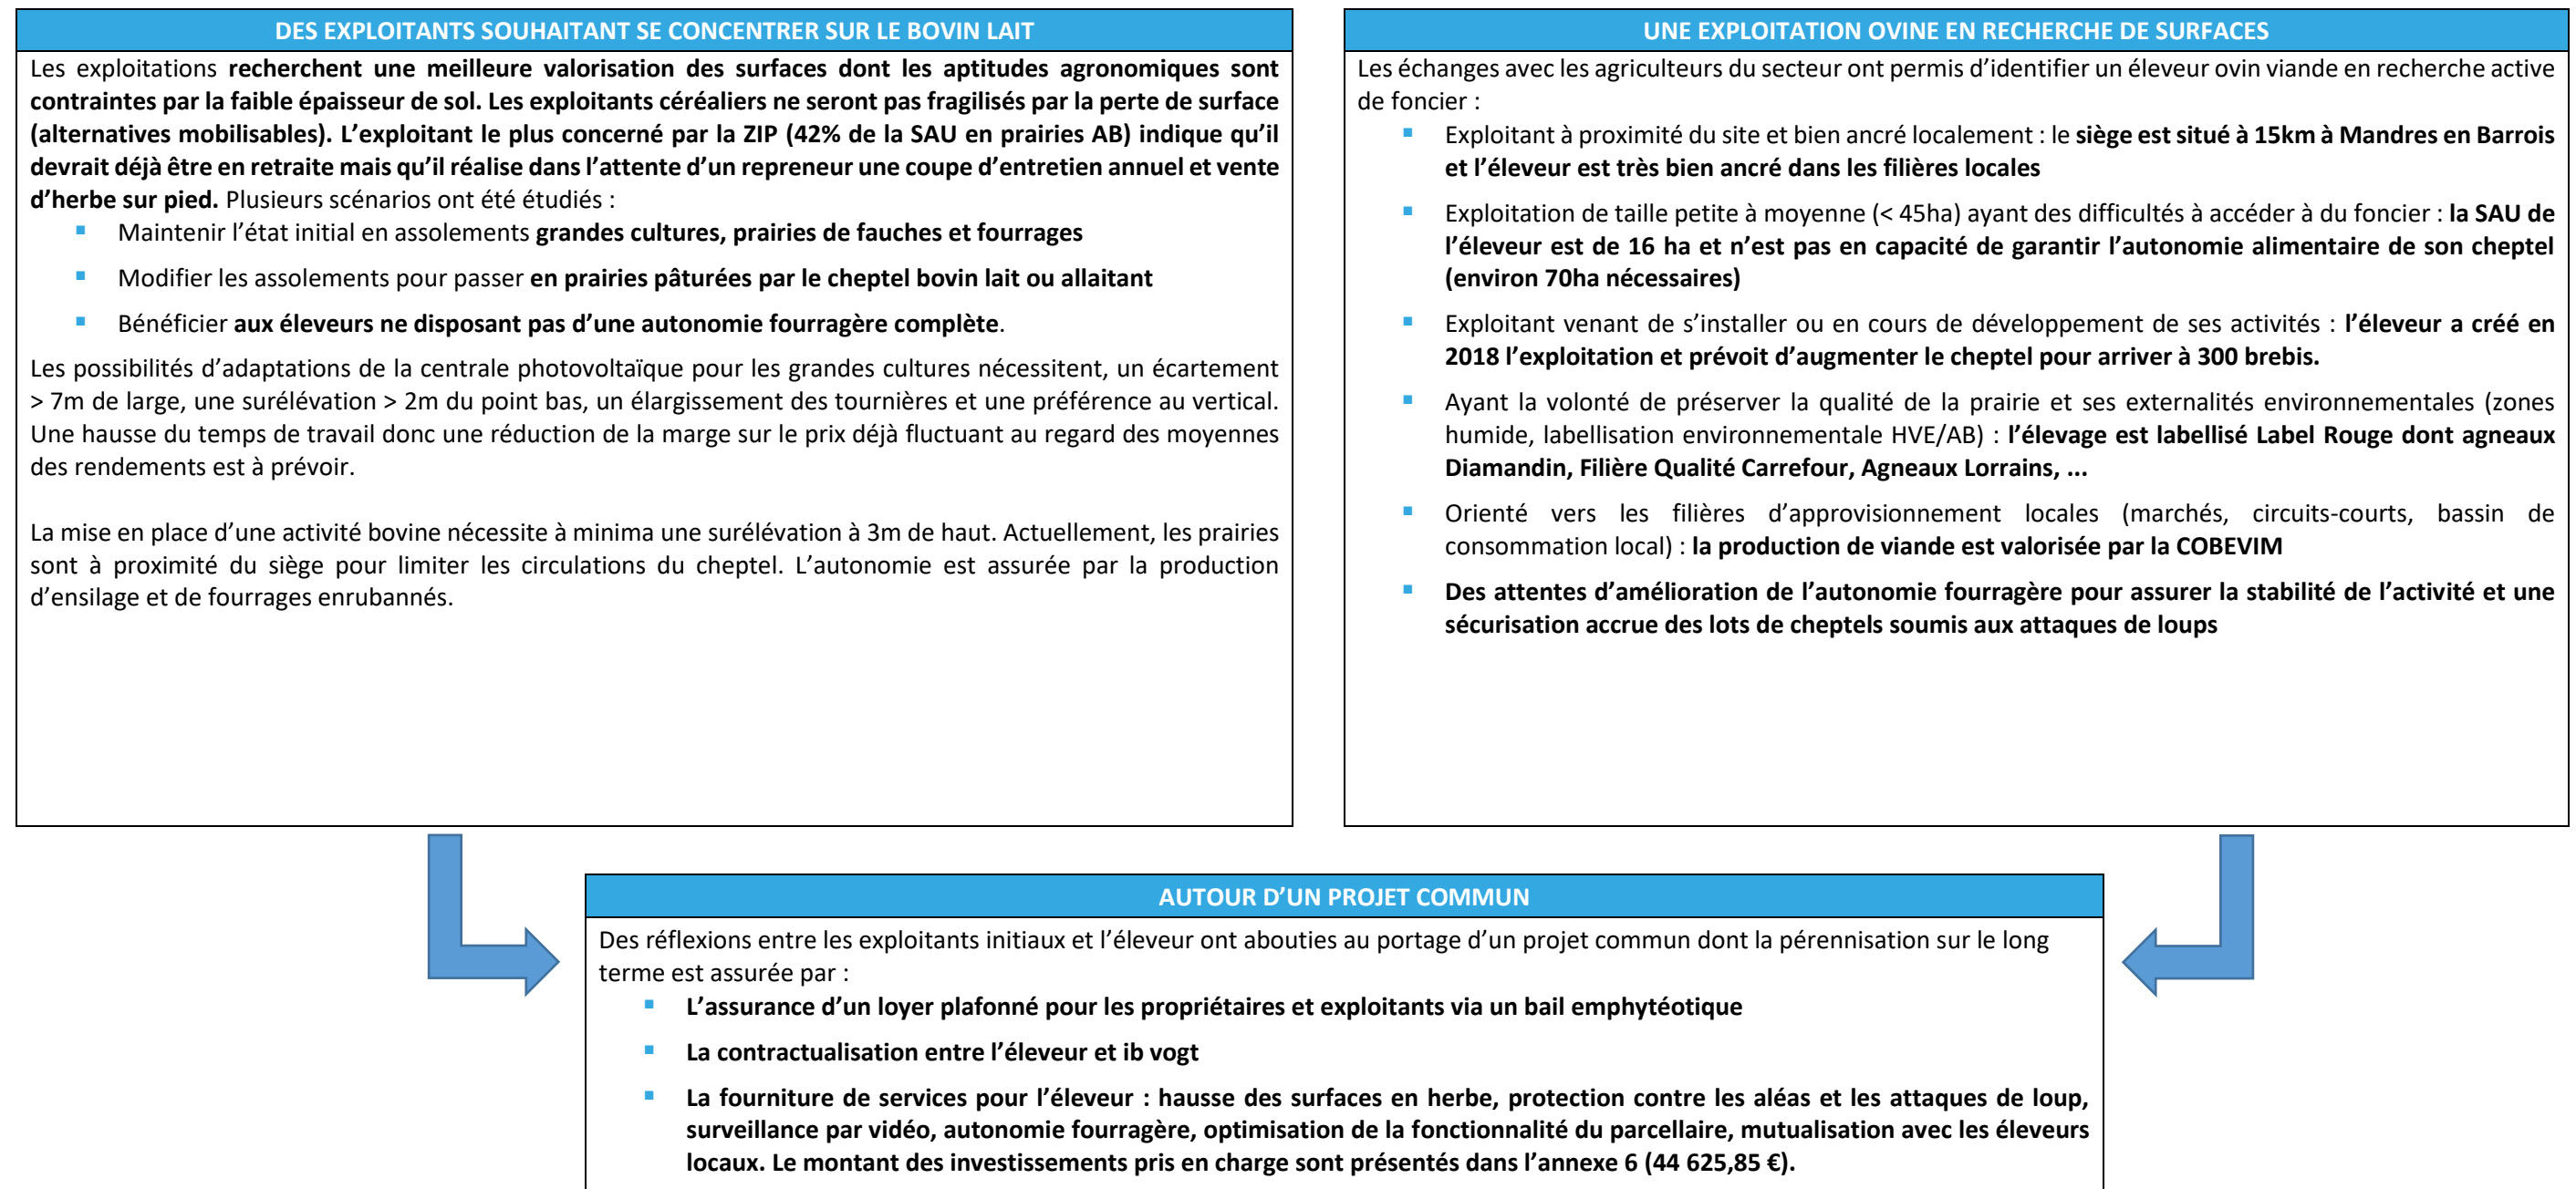 DES EXPLOITANTS SOUHAITANT SE CONCENTRER SUR LE BOVIN LAIT
Les exploitations recherchent une meilleure valorisation des surfaces dont les aptitudes agronomiques sont
contraintes par la faible épaisseur de sol. Les exploitants céréaliers ne seront pas fragilisés par la perte de surface
(alternatives mobilisables). L'exploitant le plus concerné par la ZIP (42% de la SAU en prairies AB) indique qu'il
devrait déjà être en retraite mais qu'il réalise dans l'attente d'un repreneur une coupe d'entretien annuel et vente
d'herbe sur pied. Plusieurs scénarios ont été étudiés :
▪ Maintenir l'état initial en assolements grandes cultures, prairies de fauches et fourrages
▪ Modifier les assolements pour passer en prairies pâturées par le cheptel bovin lait ou allaitant
▪ Bénéficier aux éleveurs ne disposant pas d'une autonomie fourragère complète.
Les possibilités d'adaptations de la centrale photovoltaïque pour les grandes cultures nécessitent, un écartement
> 7m de large, une surélévation > 2m du point bas, un élargissement des tournières et une préférence au vertical.
Une hausse du temps de travail donc une réduction de la marge sur le prix déjà fluctuant au regard des moyennes
des rendements est à prévoir.
La mise en place d'une activité bovine nécessite à minima une surélévation à 3m de haut. Actuellement, les prairies
sont à proximité du siège pour limiter les circulations du cheptel. L'autonomie est assurée par la production
d'ensilage et de fourrages enrubannés.
UNE EXPLOITATION OVINE EN RECHERCHE DE SURFACES
Les échanges avec les agriculteurs du secteur ont permis d'identifier un éleveur ovin viande en recherche active
de foncier :
▪ Exploitant à proximité du site et bien ancré localement : le siège est situé à 15km à Mandres en Barrois
et l'éleveur est très bien ancré dans les filières locales
▪ Exploitation de taille petite à moyenne (< 45ha) ayant des difficultés à accéder à du foncier : la SAU de
l'éleveur est de 16 ha et n'est pas en capacité de garantir l'autonomie alimentaire de son cheptel
(environ 70ha nécessaires)
▪ Exploitant venant de s'installer ou en cours de développement de ses activités : l'éleveur a créé en
2018 l'exploitation et prévoit d'augmenter le cheptel pour arriver à 300 brebis.
▪ Ayant la volonté de préserver la qualité de la prairie et ses externalités environnementales (zones
humide, labellisation environnementale HVE/AB) : l'élevage est labellisé Label Rouge dont agneaux
Diamandin, Filière Qualité Carrefour, Agneaux Lorrains, ...
▪ Orienté vers les filières d'approvisionnement locales (marchés, circuits-courts, bassin de
consommation local) : la production de viande est valorisée par la COBEVIM
▪ Des attentes d'amélioration de l'autonomie fourragère pour assurer la stabilité de l'activité et une
sécurisation accrue des lots de cheptels soumis aux attaques de loups
AUTOUR D'UN PROJET COMMUN
Des réflexions entre les exploitants initiaux et l'éleveur ont abouties au portage d'un projet commun dont la pérennisation sur le long
terme est assurée par :
▪ L'assurance d'un loyer plafonné pour les propriétaires et exploitants via un bail emphytéotique
▪ La contractualisation entre l'éleveur et ib vogt
▪ La fourniture de services pour l'éleveur : hausse des surfaces en herbe, protection contre les aléas et les attaques de loup,
surveillance par vidéo, autonomie fourragère, optimisation de la fonctionnalité du parcellaire, mutualisation avec les éleveurs
locaux. Le montant des investissements pris en charge sont présentés dans l'annexe 6 (44 625,85 €).